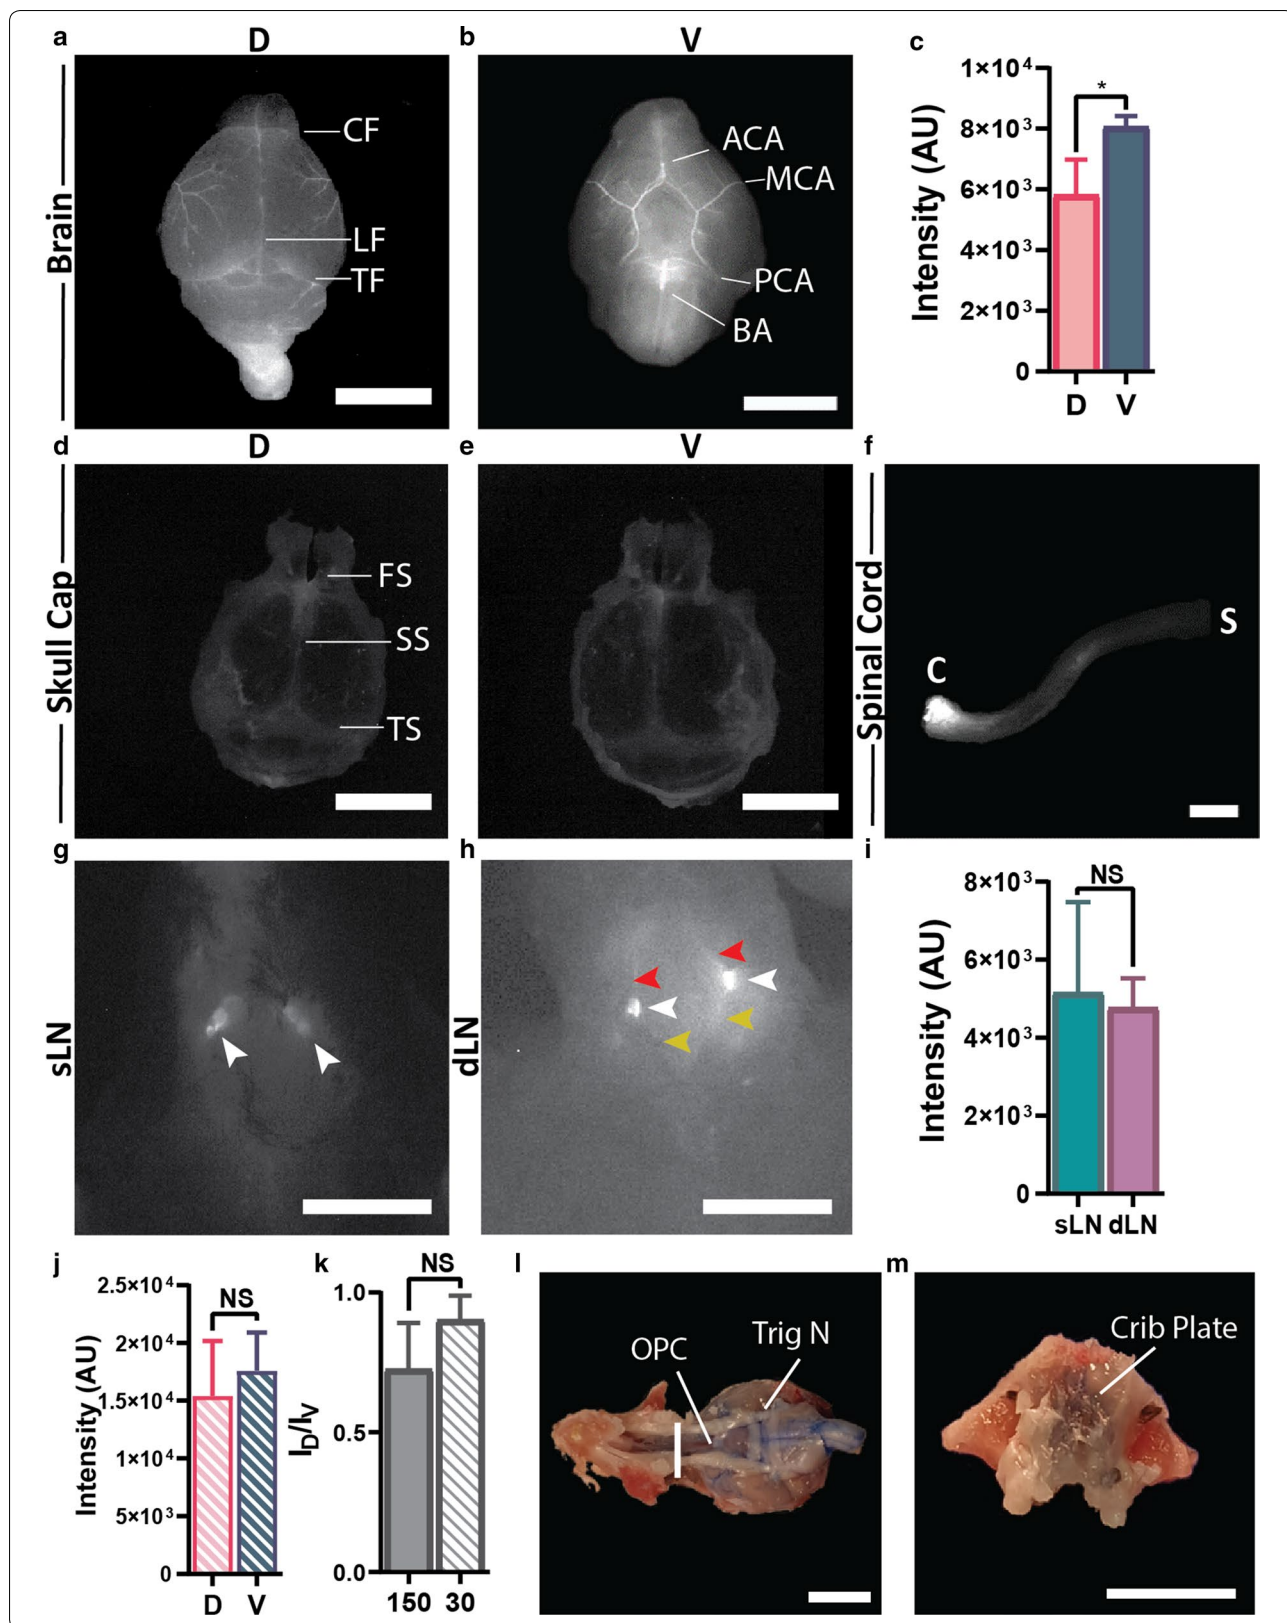 a
D
b
V
c
Brain
CF
LF
TF
ACA
MCA
PCA
BA
Intensity (AU)
1×10⁴
8×10³
6×10³
4×10³
2×10³
0
*
D V
d
D
e
V
f
Skull Cap
FS
SS
TS
Spinal Cord
C
S
g
sLN
h
dLN
i
Intensity (AU)
8×10³
6×10³
4×10³
2×10³
0
NS
sLN dLN
j
Intensity (AU)
2.5×10⁴
2×10⁴
1.5×10⁴
1×10⁴
5×10³
0
NS
D V
k
I_D/I_V
1.0
0.5
0.0
NS
150 30
l
OPC
Trig N
m
Crib Plate